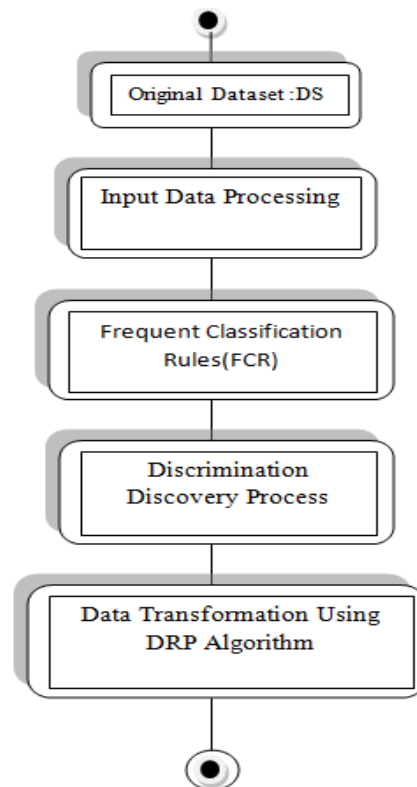 Original Dataset :DS
Input Data Processing
Frequent Classification
Rules(FCR)
Discrimination
Discovery Process
Data Transformation Using
DRP Algorithm